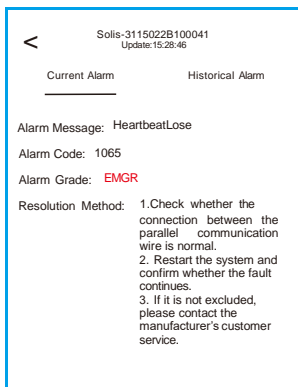 <
Solis-3115022B100041
Update:15:28:46
Current Alarm Historical Alarm
Alarm Message: HeartbeatLose
Alarm Code: 1065
Alarm Grade: EMGR
Resolution Method: 1.Check whether the
connection between the
parallel communication
wire is normal.
2. Restart the system and
confirm whether the fault
continues.
3. If it is not excluded,
please contact the
manufacturer's customer
service.